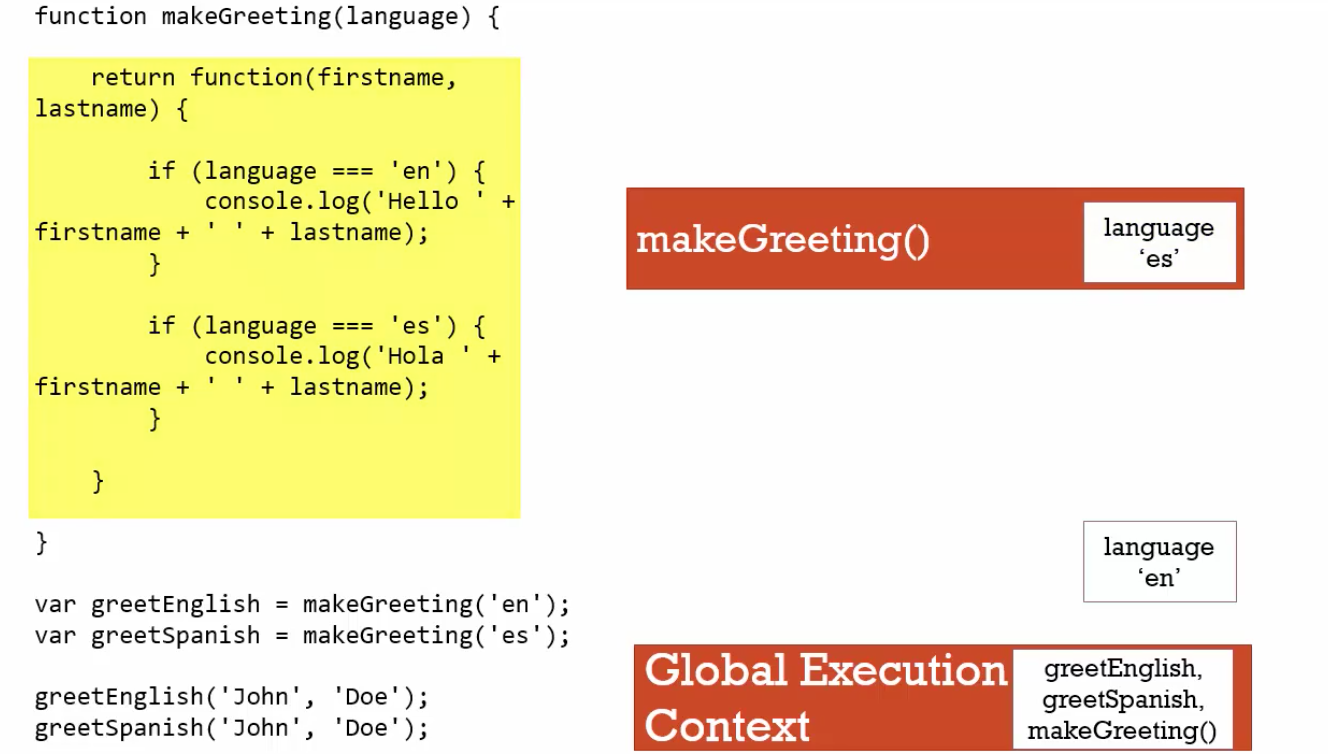 function makeGreeting(language) {
return function(firstname,
lastname) {
if (language === 'en') {
console.log('Hello ' +
firstname + ' ' + lastname);
}
if (language === 'es') {
console.log('Hola ' +
firstname + ' ' + lastname);
}
}
}
var greetEnglish = makeGreeting('en');
var greetSpanish = makeGreeting('es');
greetEnglish('John', 'Doe');
greetSpanish('John', 'Doe');
makeGreeting()
language
‘es’
language
‘en’
Global Execution
Context
greetEnglish,
greetSpanish,
makeGreeting()